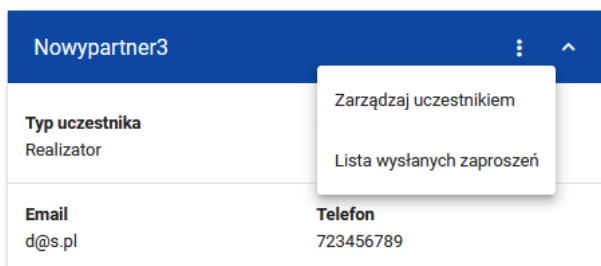 Nowypartner3
Zarządzaj uczestnikiem
Lista wysłanych zaproszeń
Typ uczestnika
Realizator
Email
Telefon
d@s.pl
723456789